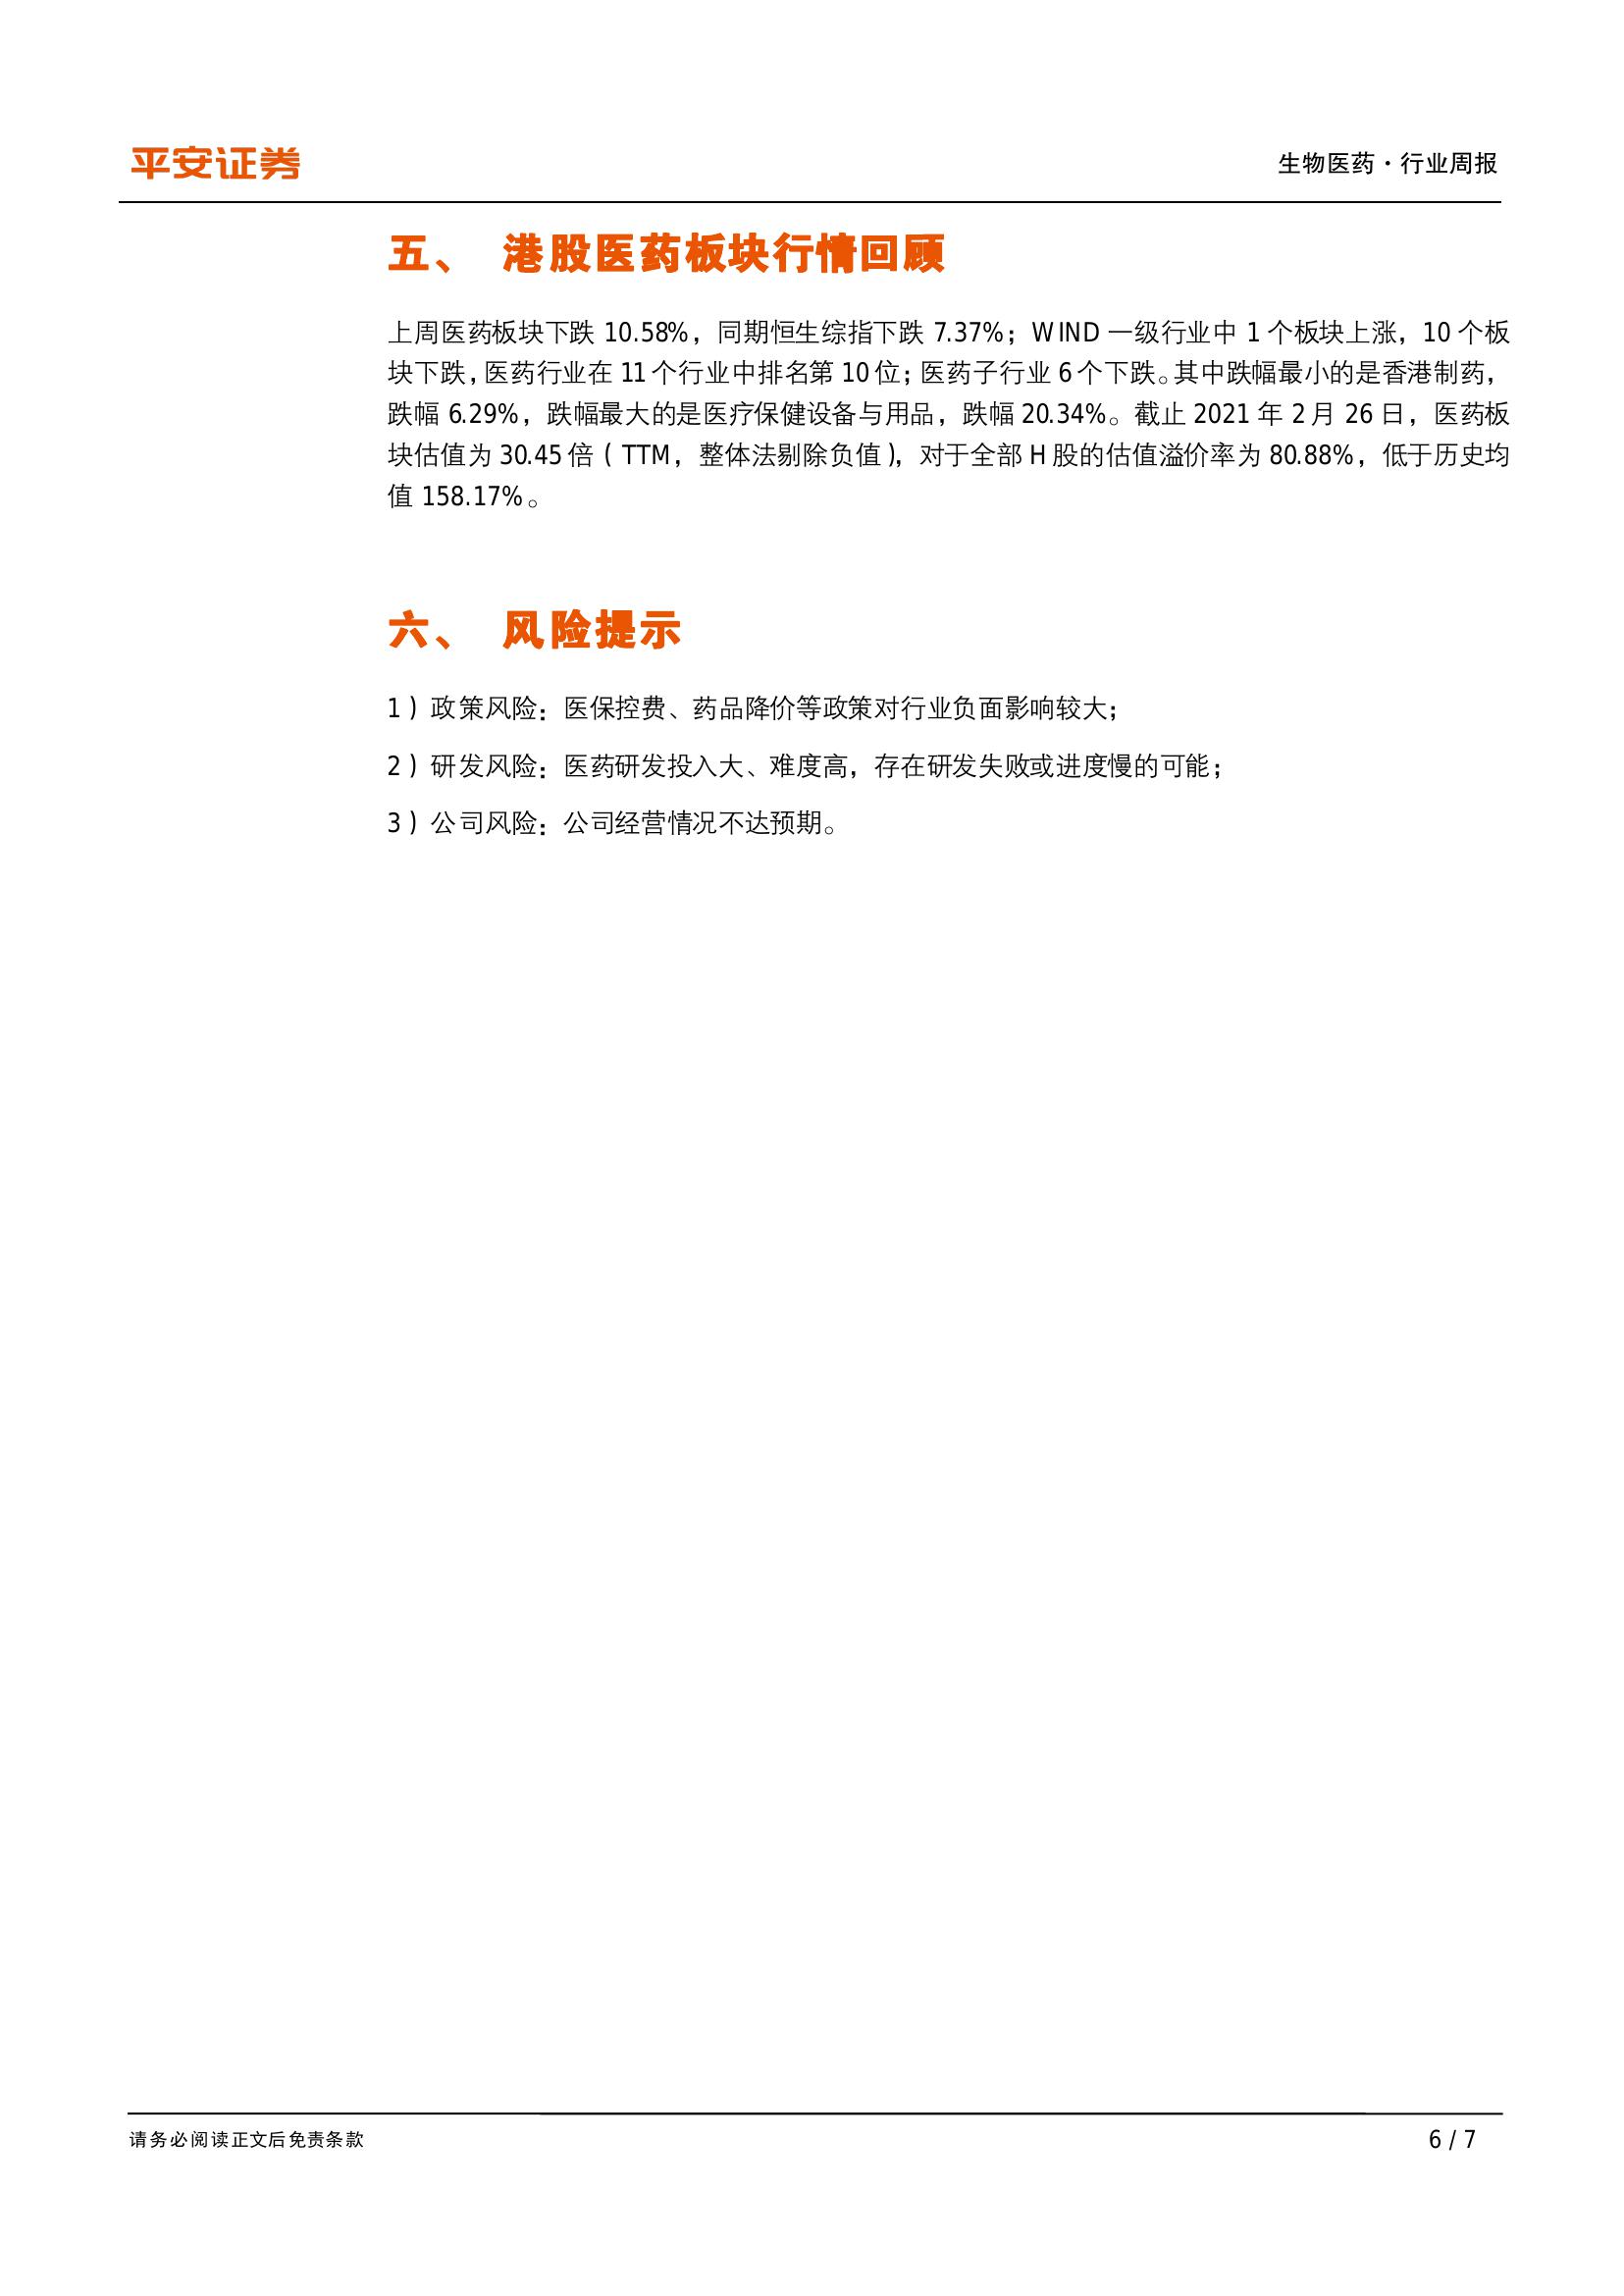 平安证券
生物医药·行业周报
五、 港股医药板块行情回顾
上周医药板块下跌 10.58%，同期恒生综指下跌 7.37%；WIND 一级行业中 1 个板块上涨，10 个板
块下跌，医药行业在 11 个行业中排名第 10 位；医药子行业 6 个下跌。其中跌幅最小的是香港制药，
跌幅 6.29%，跌幅最大的是医疗保健设备与用品，跌幅 20.34%。截止 2021 年 2 月 26 日，医药板
块估值为 30.45 倍（TTM，整体法剔除负值），对于全部 H 股的估值溢价率为 80.88%，低于历史均
值 158.17%。
六、 风险提示
1）政策风险：医保控费、药品降价等政策对行业负面影响较大；
2）研发风险：医药研发投入大、难度高，存在研发失败或进度慢的可能；
3）公司风险：公司经营情况不达预期。
请务必阅读正文后免责条款
6 / 7